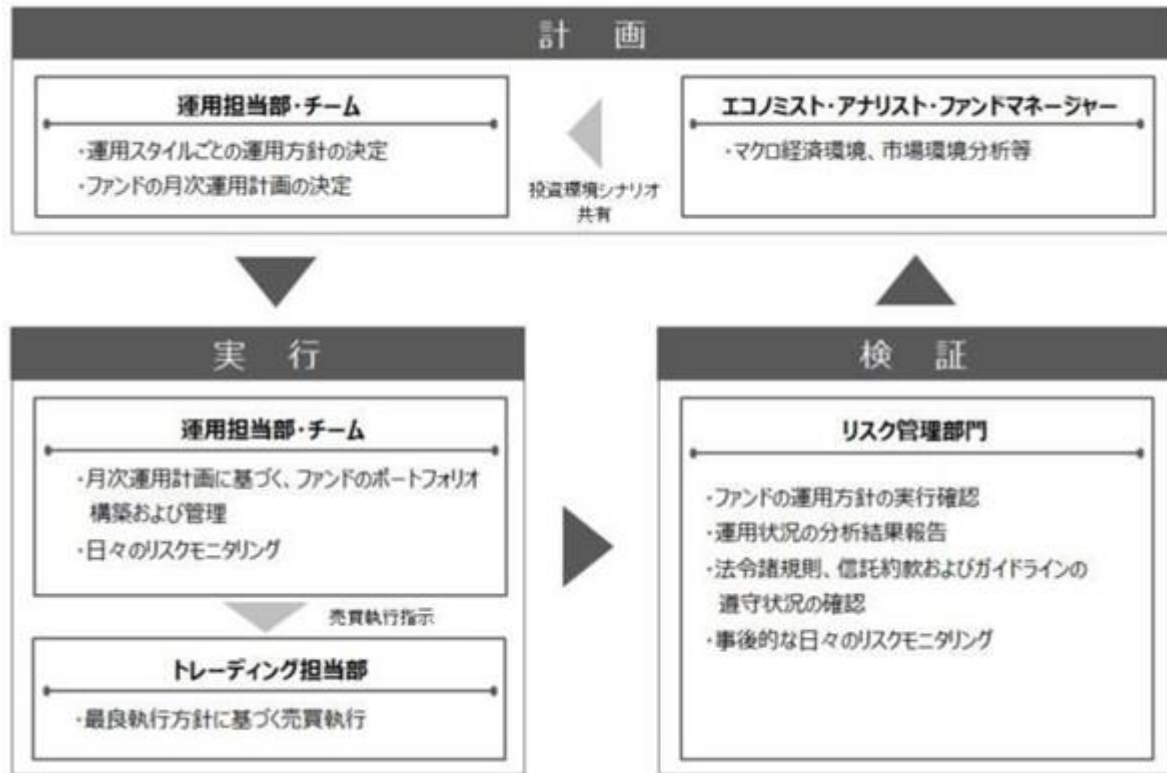 計 画
運用担当部・チーム
・運用スタイルごとの運用方針の決定
・ファンドの月次運用計画の決定
投資環境シナリオ
共有
エコノミスト・アナリスト・ファンドマネージャー
・マクロ経済環境、市場環境分析等
実 行
運用担当部・チーム
・月次運用計画に基づく、ファンドのポートフォリオ
構築および管理
・日々のリスクモニタリング
売買執行指示
トレーディング担当部
・最良執行方針に基づく売買執行
検 証
リスク管理部門
・ファンドの運用方針の実行確認
・運用状況の分析結果報告
・法令諸規則、信託約款およびガイドラインの
遵守状況の確認
・事後的な日々のリスクモニタリング